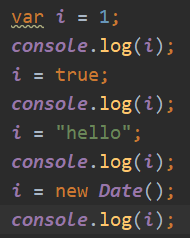 var i = 1;
console.log(i);
i = true;
console.log(i);
i = "hello";
console.log(i);
i = new Date();
console.log(i);